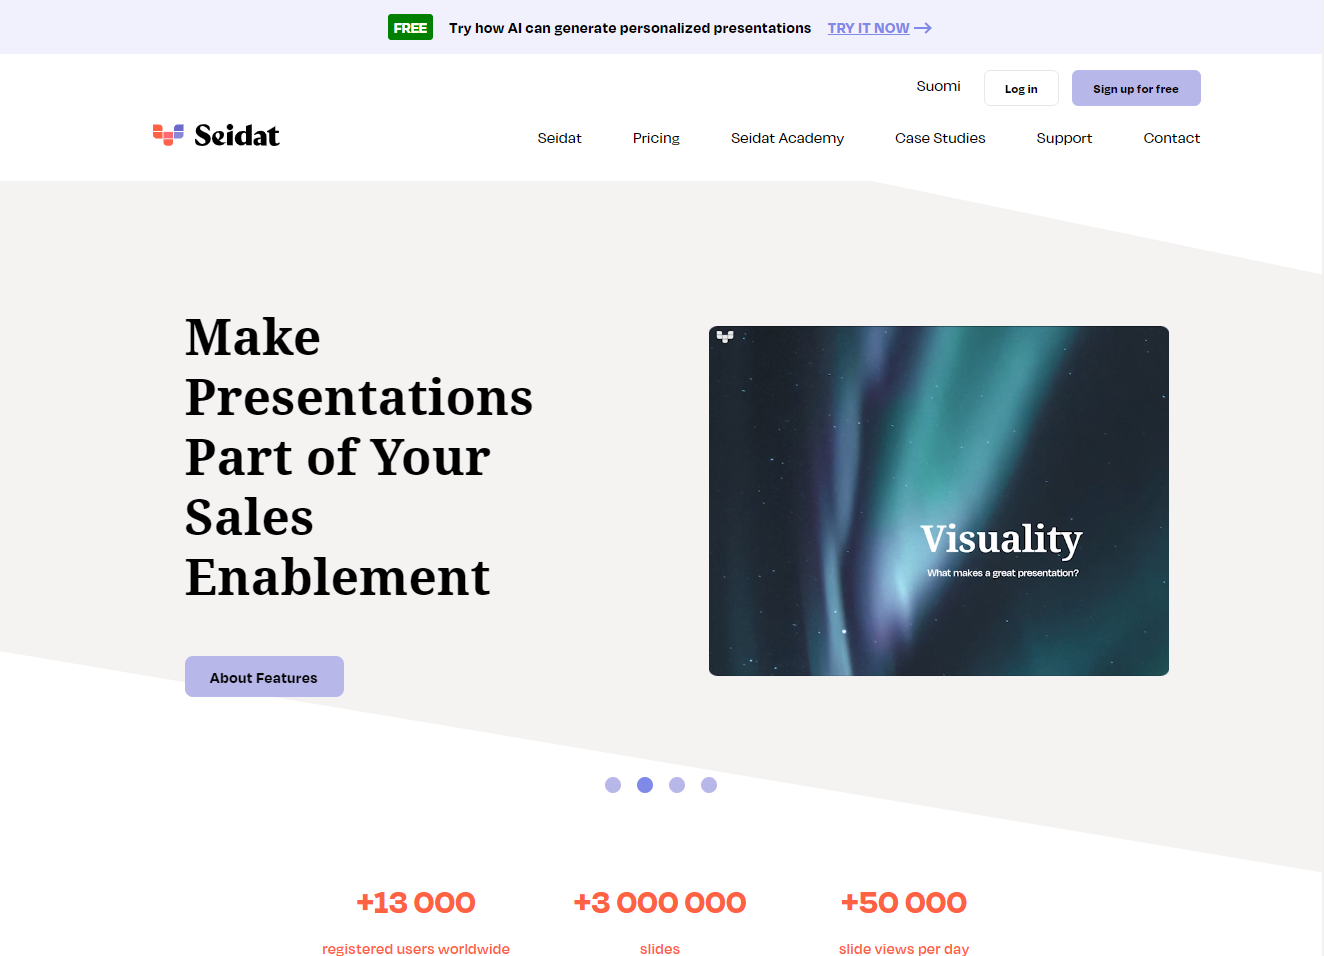 FREE Try how AI can generate personalized presentations TRY IT NOW
Suomi Log in Sign up for free
Seidat Seidat Pricing Seidat Academy Case Studies Support Contact
Make
Presentations
Part of Your
Sales
Enablement
About Features
Visuality
What makes a great presentation?
+13 000 +3 000 000 +50 000
registered users worldwide slides slide views per day